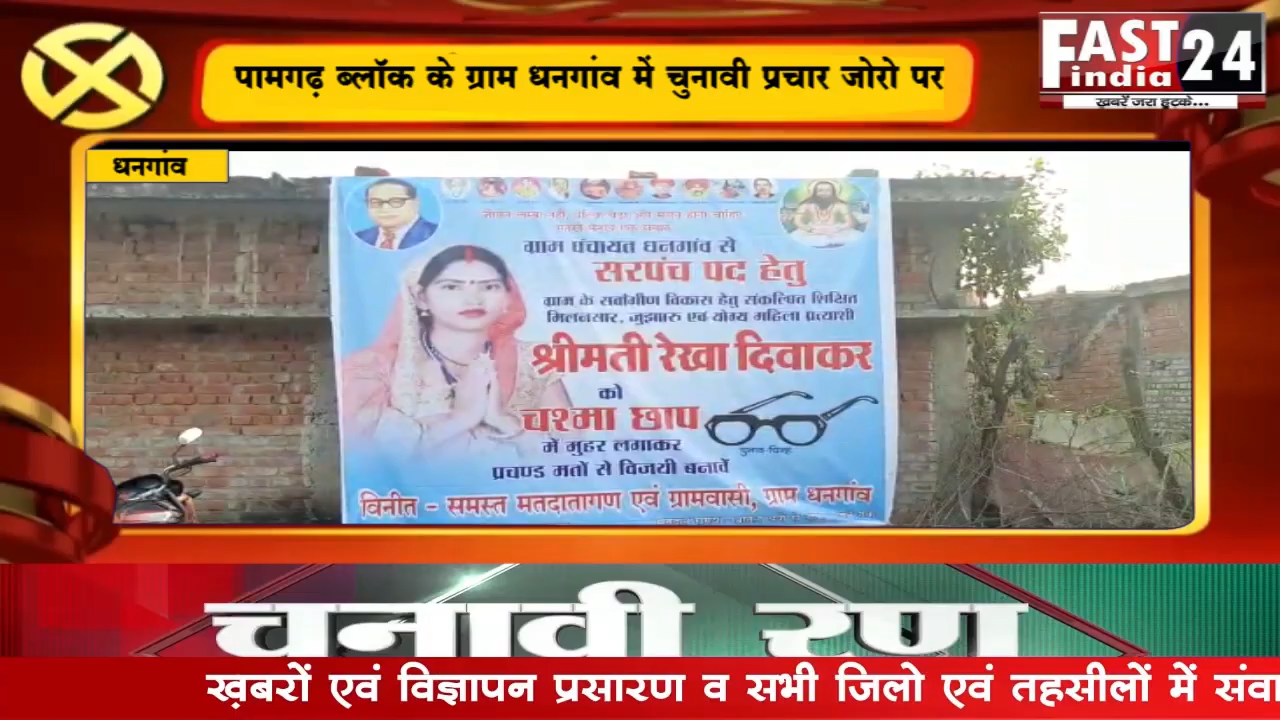 पामगढ़ ब्लॉक के ग्राम धनगांव में चुनावी प्रचार जोरो पर
FAST india 24
ख़बरें जरा हटके...
धनगांव
ग्राम पंचायत धनगांव से
सरपंच पद हेतु
ग्राम के सर्वांगीण विकास हेतु संकल्पित शिक्षित
मिलनसार, जुझारू एवं योग्य महिला प्रत्याशी
श्रीमती रेखा दिवाकर
को
चश्मा छाप
चुनाव-चिन्ह
में मुहर लगाकर
प्रचण्ड मतों से विजयी बनावें
विनीत - समस्त मतदातागण एवं ग्रामवासी, ग्राम धनगांव
चुनावी रण
ख़बरों एवं विज्ञापन प्रसारण व सभी जिलो एवं तहसीलों में संवा